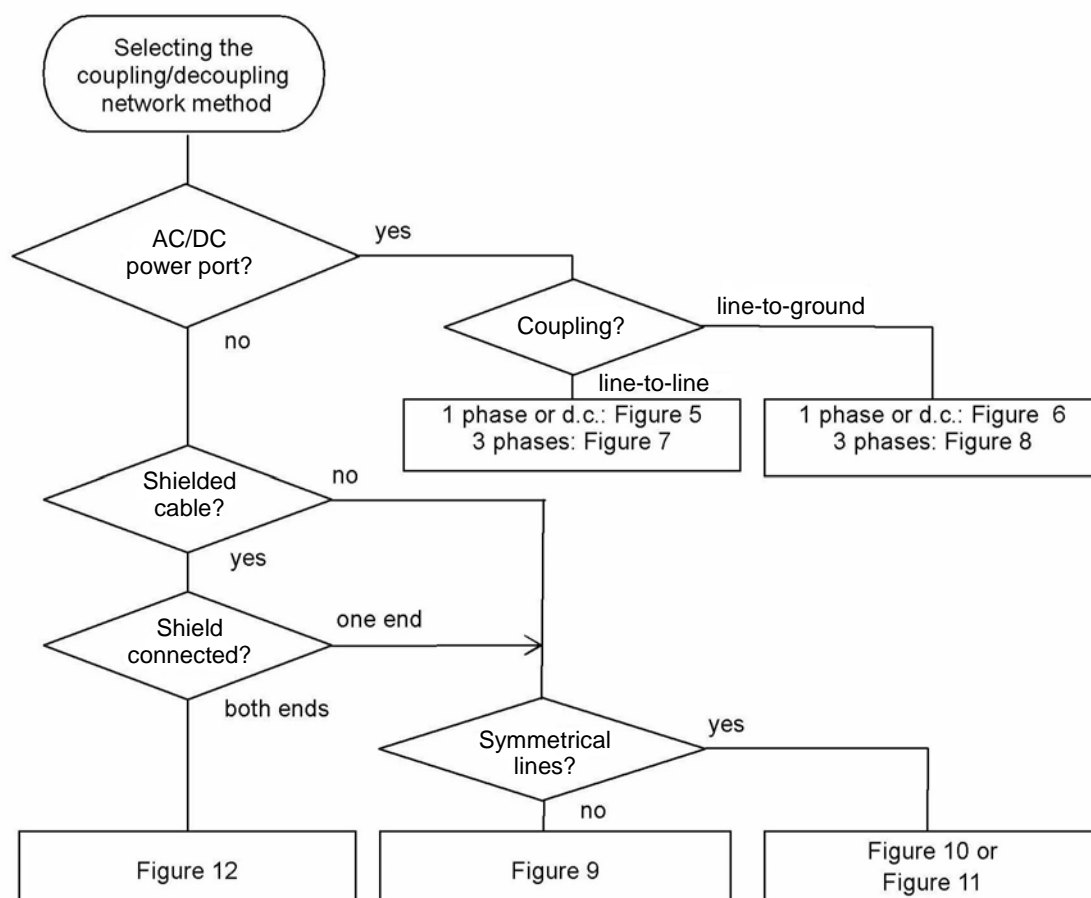 Selecting the
coupling/decoupling
network method
AC/DC
power port?
yes
no
Coupling?
line-to-ground
line-to-line
1 phase or d.c.: Figure 5
3 phases: Figure 7
1 phase or d.c.: Figure 6
3 phases: Figure 8
Shielded
cable?
no
yes
Shield
connected?
one end
both ends
Symmetrical
lines?
yes
no
Figure 12
Figure 9
Figure 10 or
Figure 11